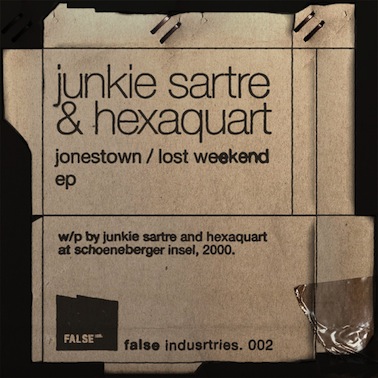 junkie sartre
& hexaquart
jonestown / lost weekend
ep
w/p by junkie sartre and hexaquart
at schoeneberger insel, 2000.
FALSE
false indusrtries. 002